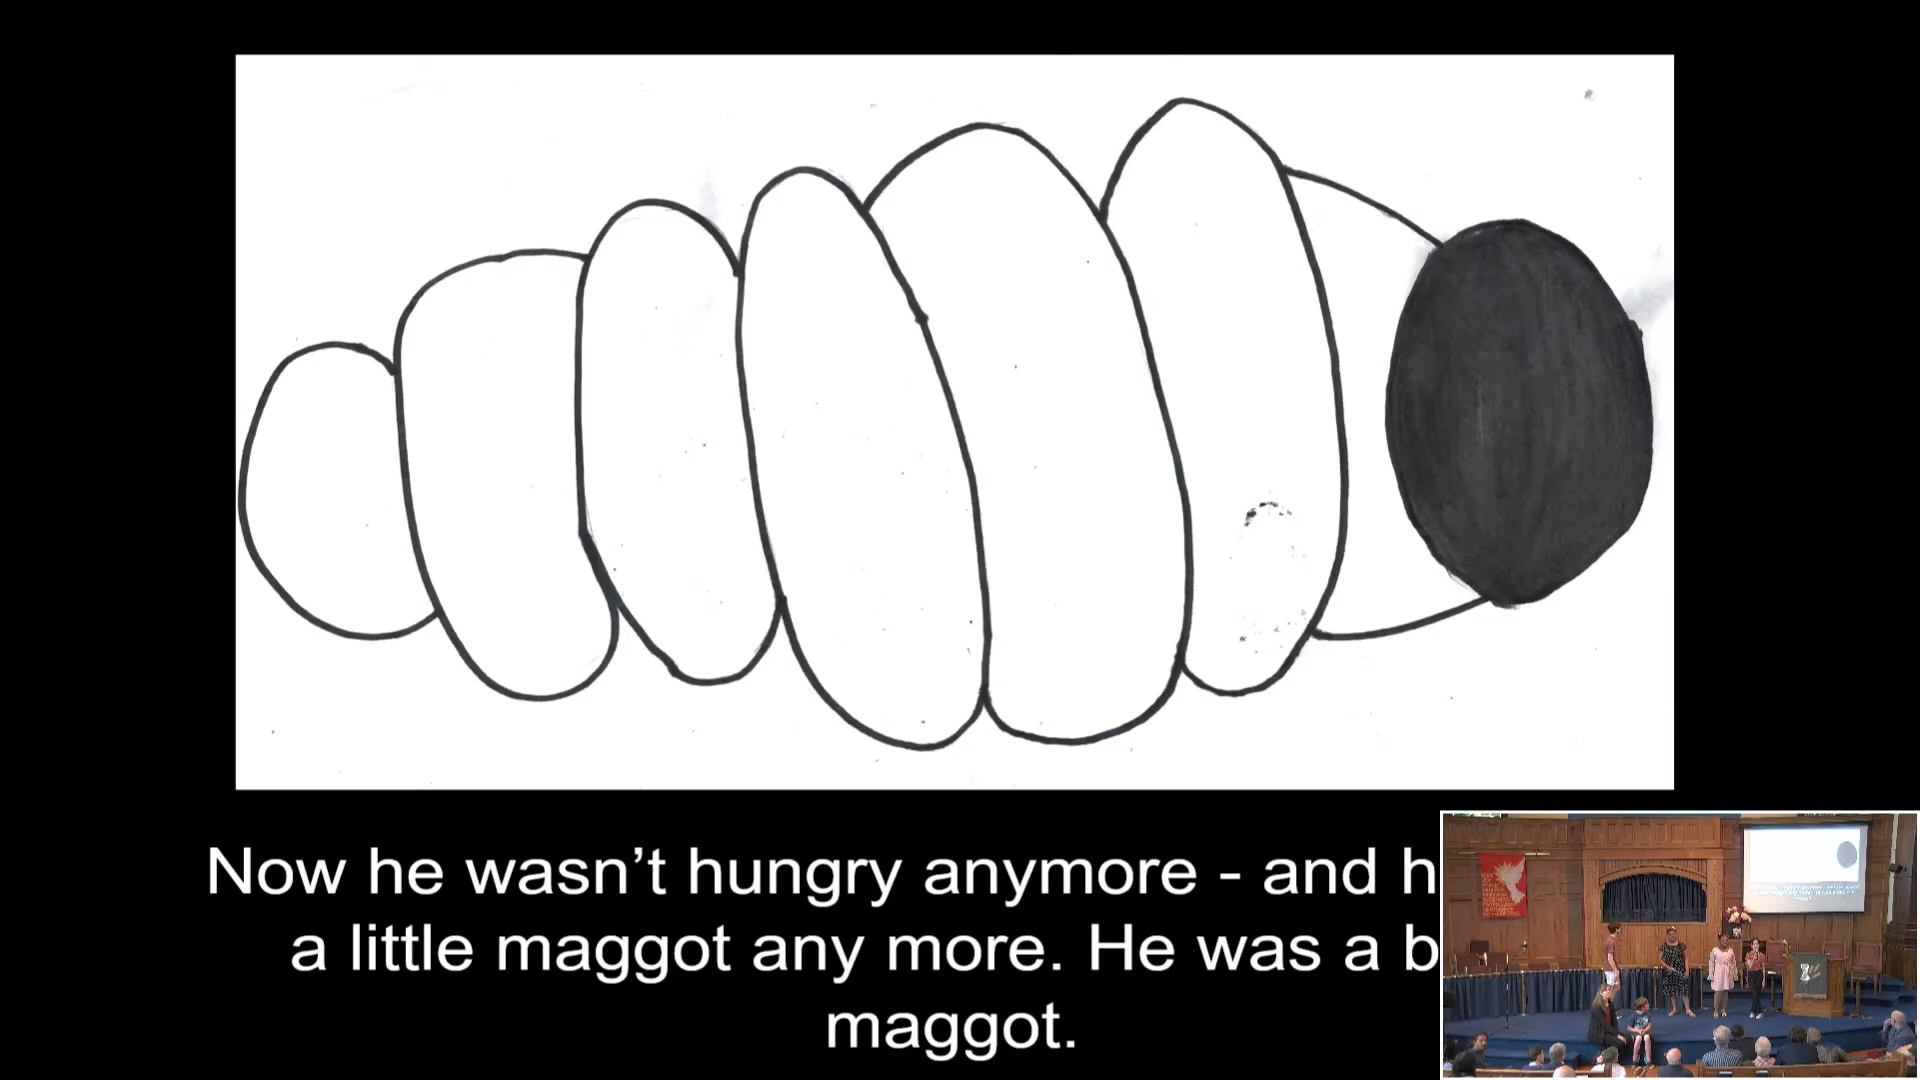 Now he wasn’t hungry anymore - and h
a little maggot any more. He was a b
maggot.